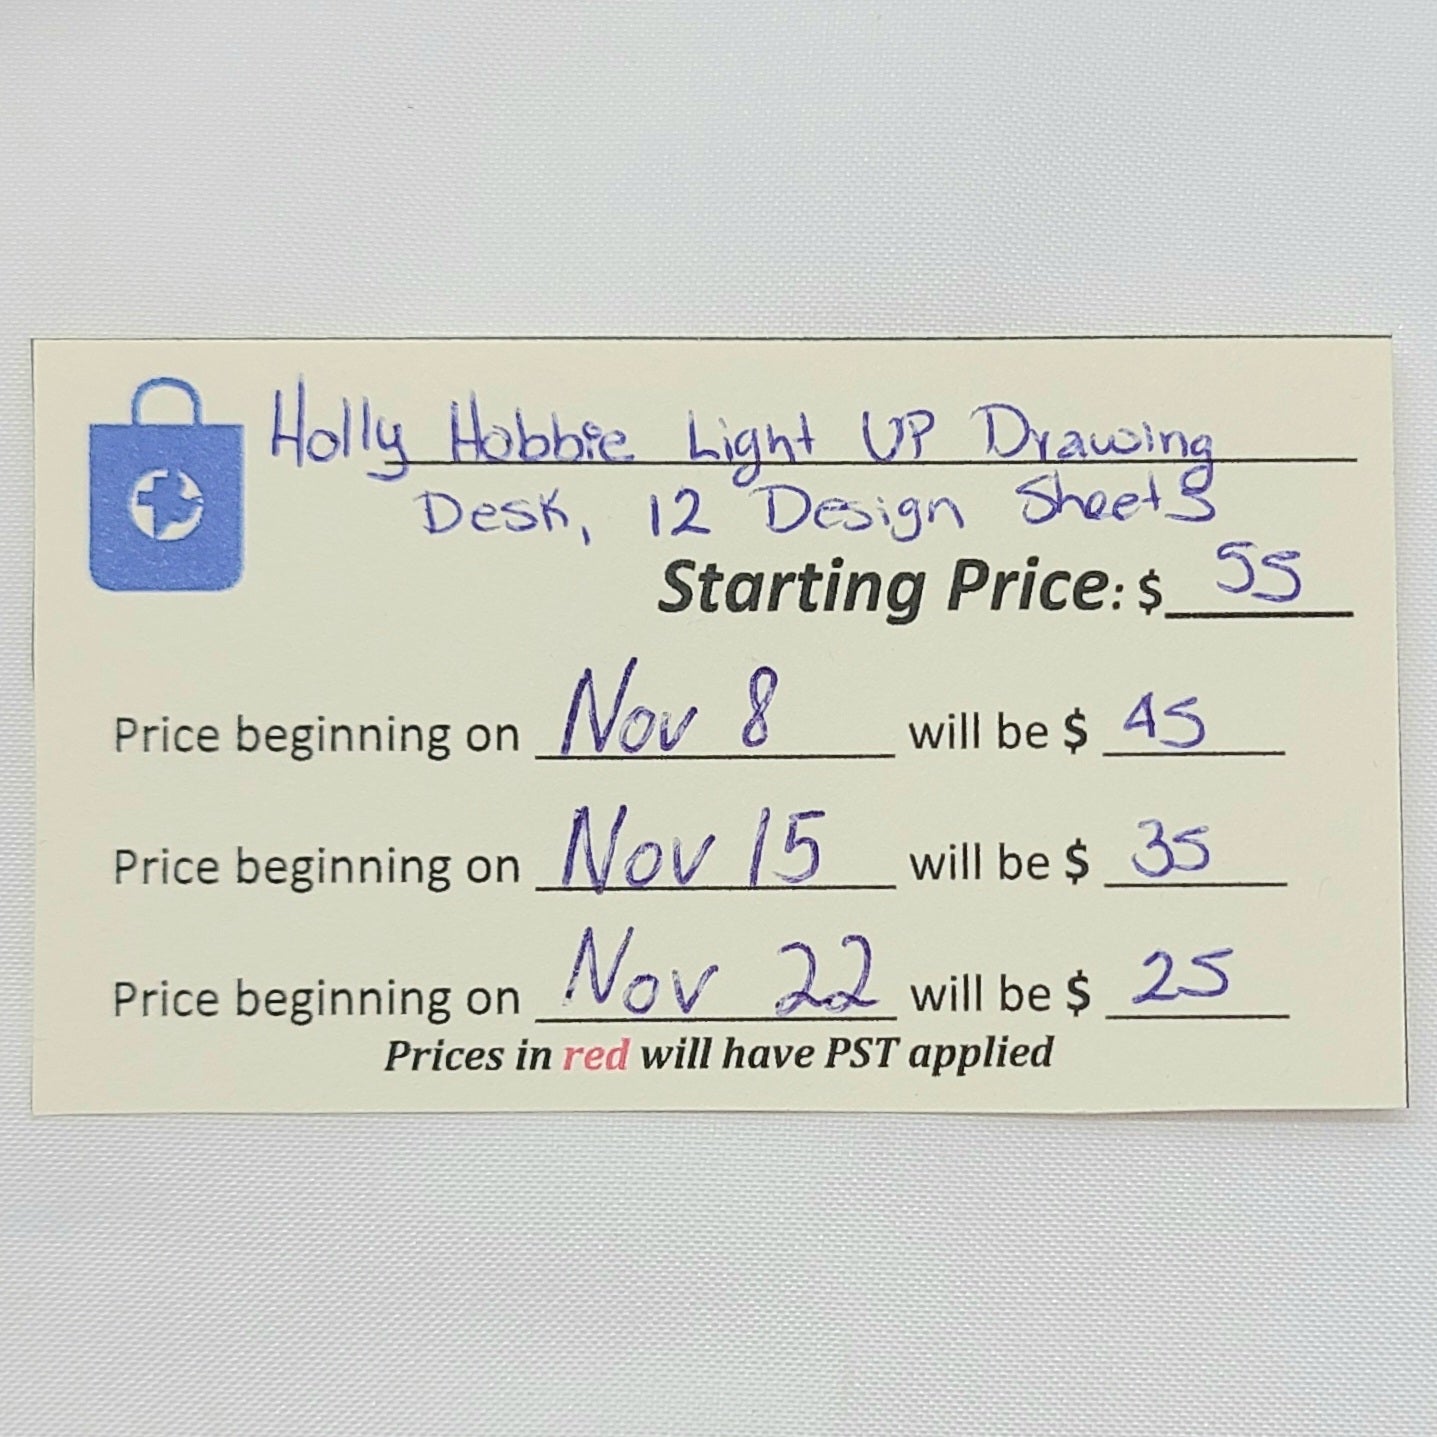 Holly Hobbie Light UP Drawing
Desk, 12 Design Sheets
Starting Price: $ 55
Price beginning on Nov 8 will be $ 45
Price beginning on Nov 15 will be $ 35
Price beginning on Nov 22 will be $ 25
Prices in red will have PST applied